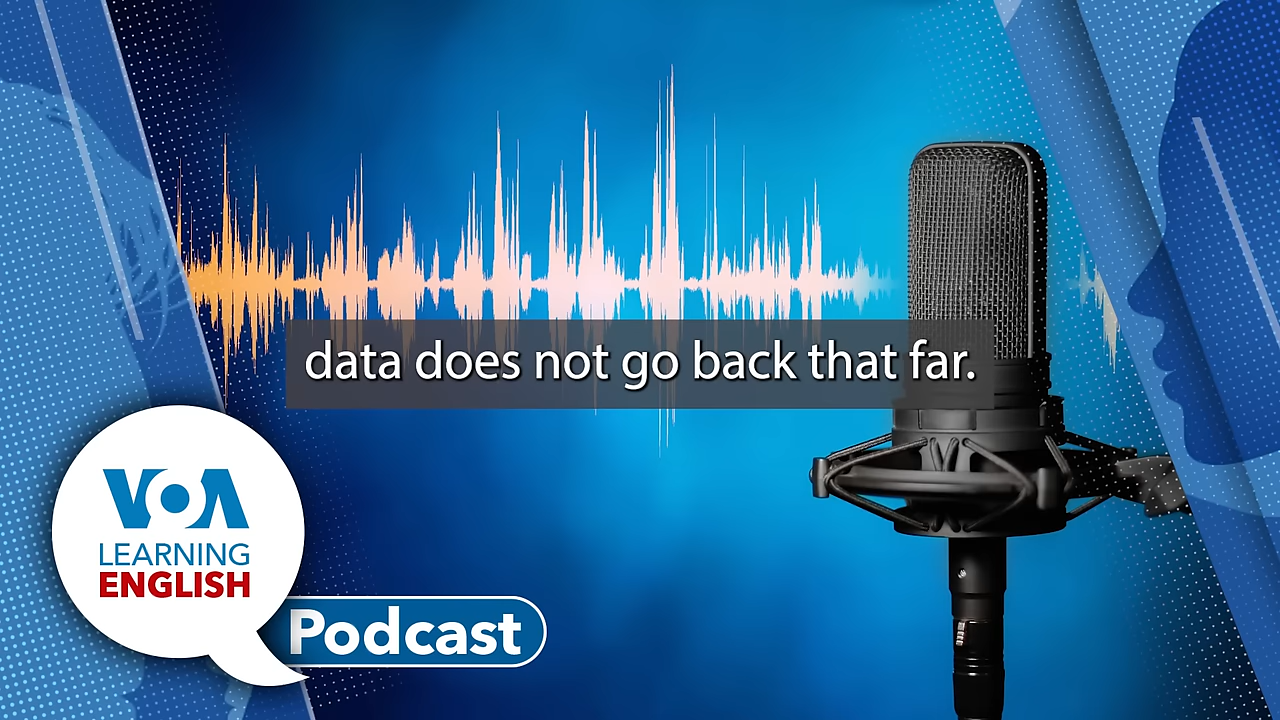 data does not go back that far.
VOA
LEARNING
ENGLISH
Podcast